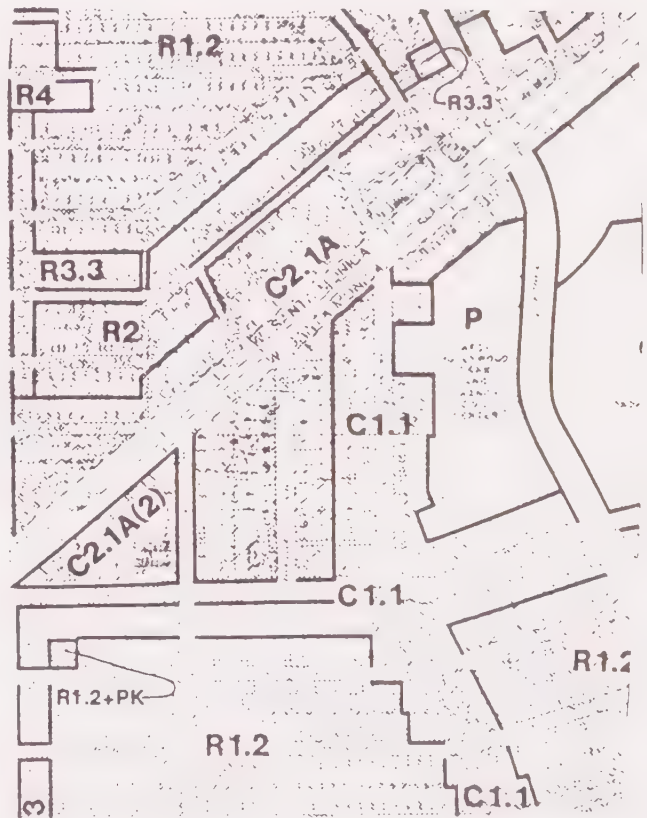 R1.2
R4
R3.3
R3.3
C2.1A
R2
P
C1.1
C2.1A(2)
C1.1
R1.2
R1.2+PK
R1.2
3
C1.1